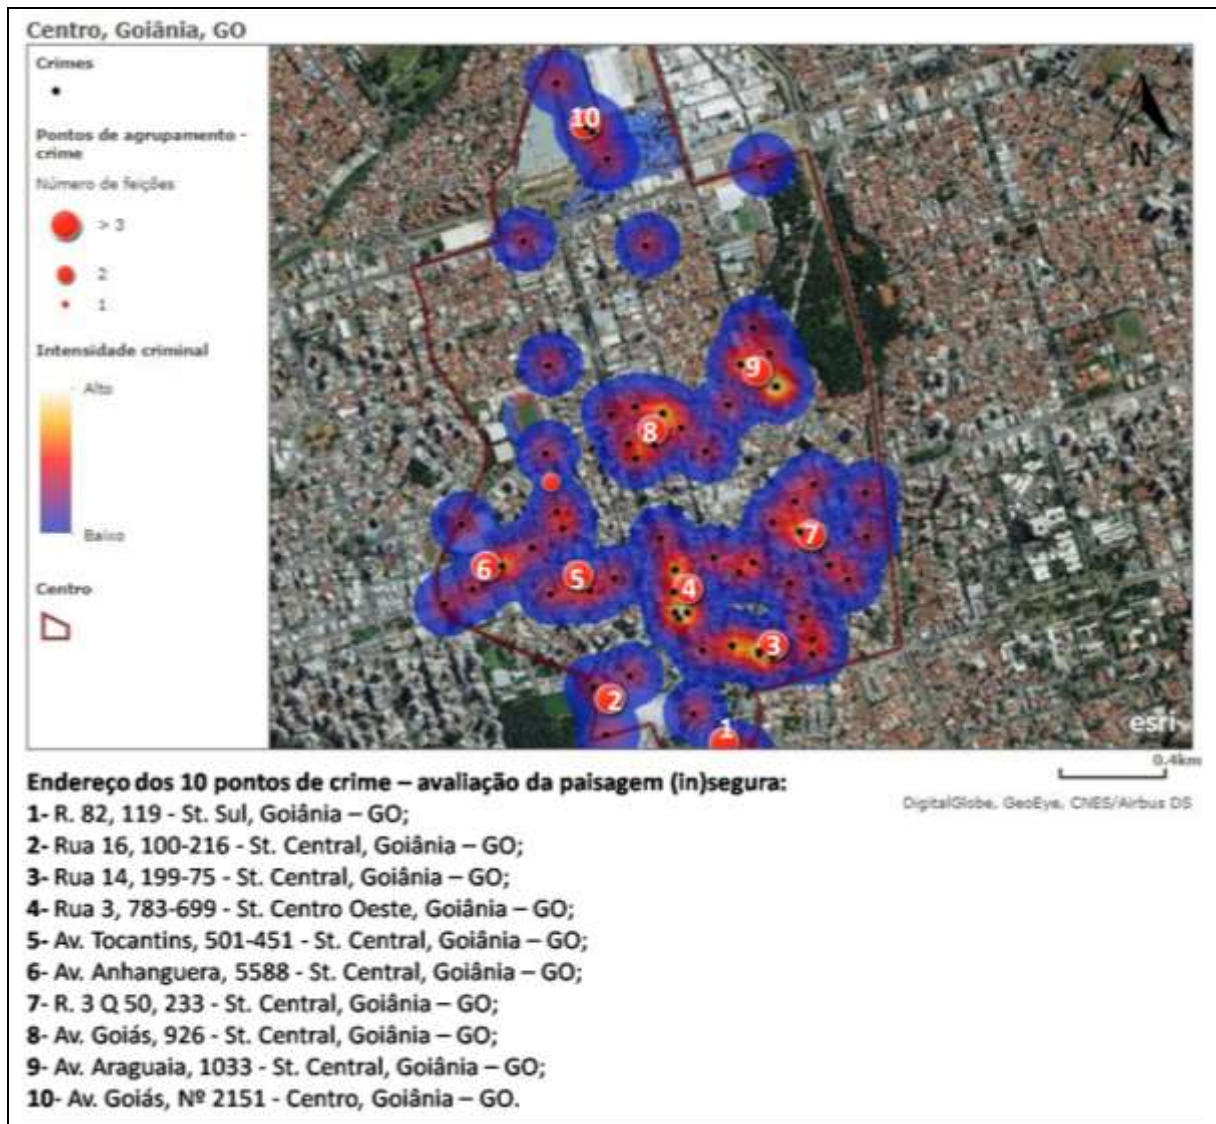 Centro, Goiânia, GO
Crimes
Pontos de agrupamento -
crime
Número de feições
> 3
2
1
Intensidade criminal
Alto
Baixo
Centro
10
N
9
8
7
6
5
4
3
2
1
esri
0.4km
DigitalGlobe, GeoEye, CNES/Airbus DS
Endereço dos 10 pontos de crime – avaliação da paisagem (in)segura:
1- R. 82, 119 - St. Sul, Goiânia – GO;
2- Rua 16, 100-216 - St. Central, Goiânia – GO;
3- Rua 14, 199-75 - St. Central, Goiânia – GO;
4- Rua 3, 783-699 - St. Centro Oeste, Goiânia – GO;
5- Av. Tocantins, 501-451 - St. Central, Goiânia – GO;
6- Av. Anhanguera, 5588 - St. Central, Goiânia – GO;
7- R. 3 Q 50, 233 - St. Central, Goiânia – GO;
8- Av. Goiás, 926 - St. Central, Goiânia – GO;
9- Av. Araguaia, 1033 - St. Central, Goiânia – GO;
10- Av. Goiás, Nº 2151 - Centro, Goiânia – GO.